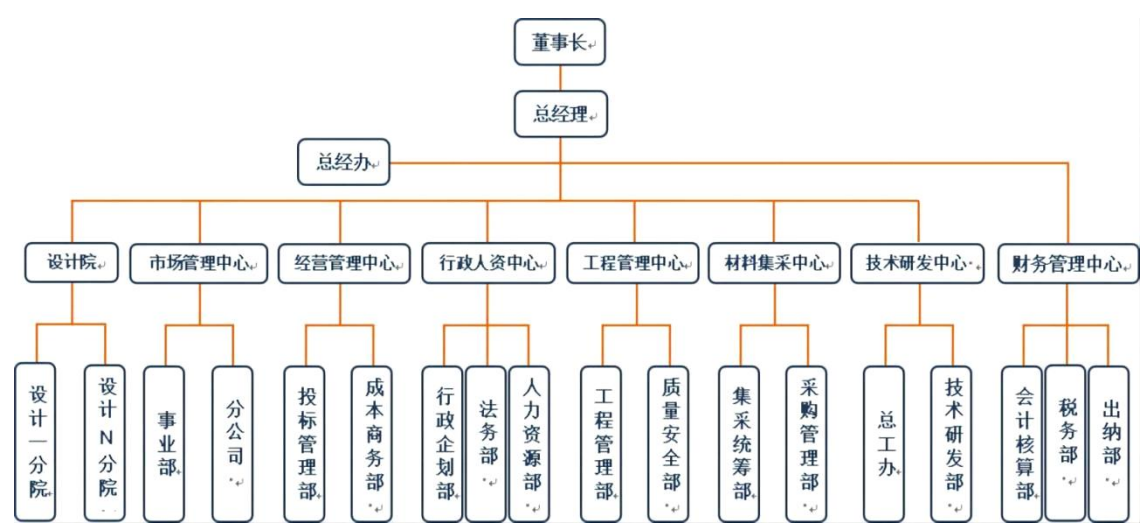 董事长
总经理
总经办
设计院
市场管理中心
经营管理中心
行政人资中心
工程管理中心
材料集采中心
技术研发中心
财务管理中心
设计一分院
设计N分院
事业部
分公司
投标管理部
成本商务部
行政企划部
法务部
人力资源部
工程管理部
质量安全部
集采统筹部
采购管理部
总工办
技术研发部
会计核算部
税务部
出纳部